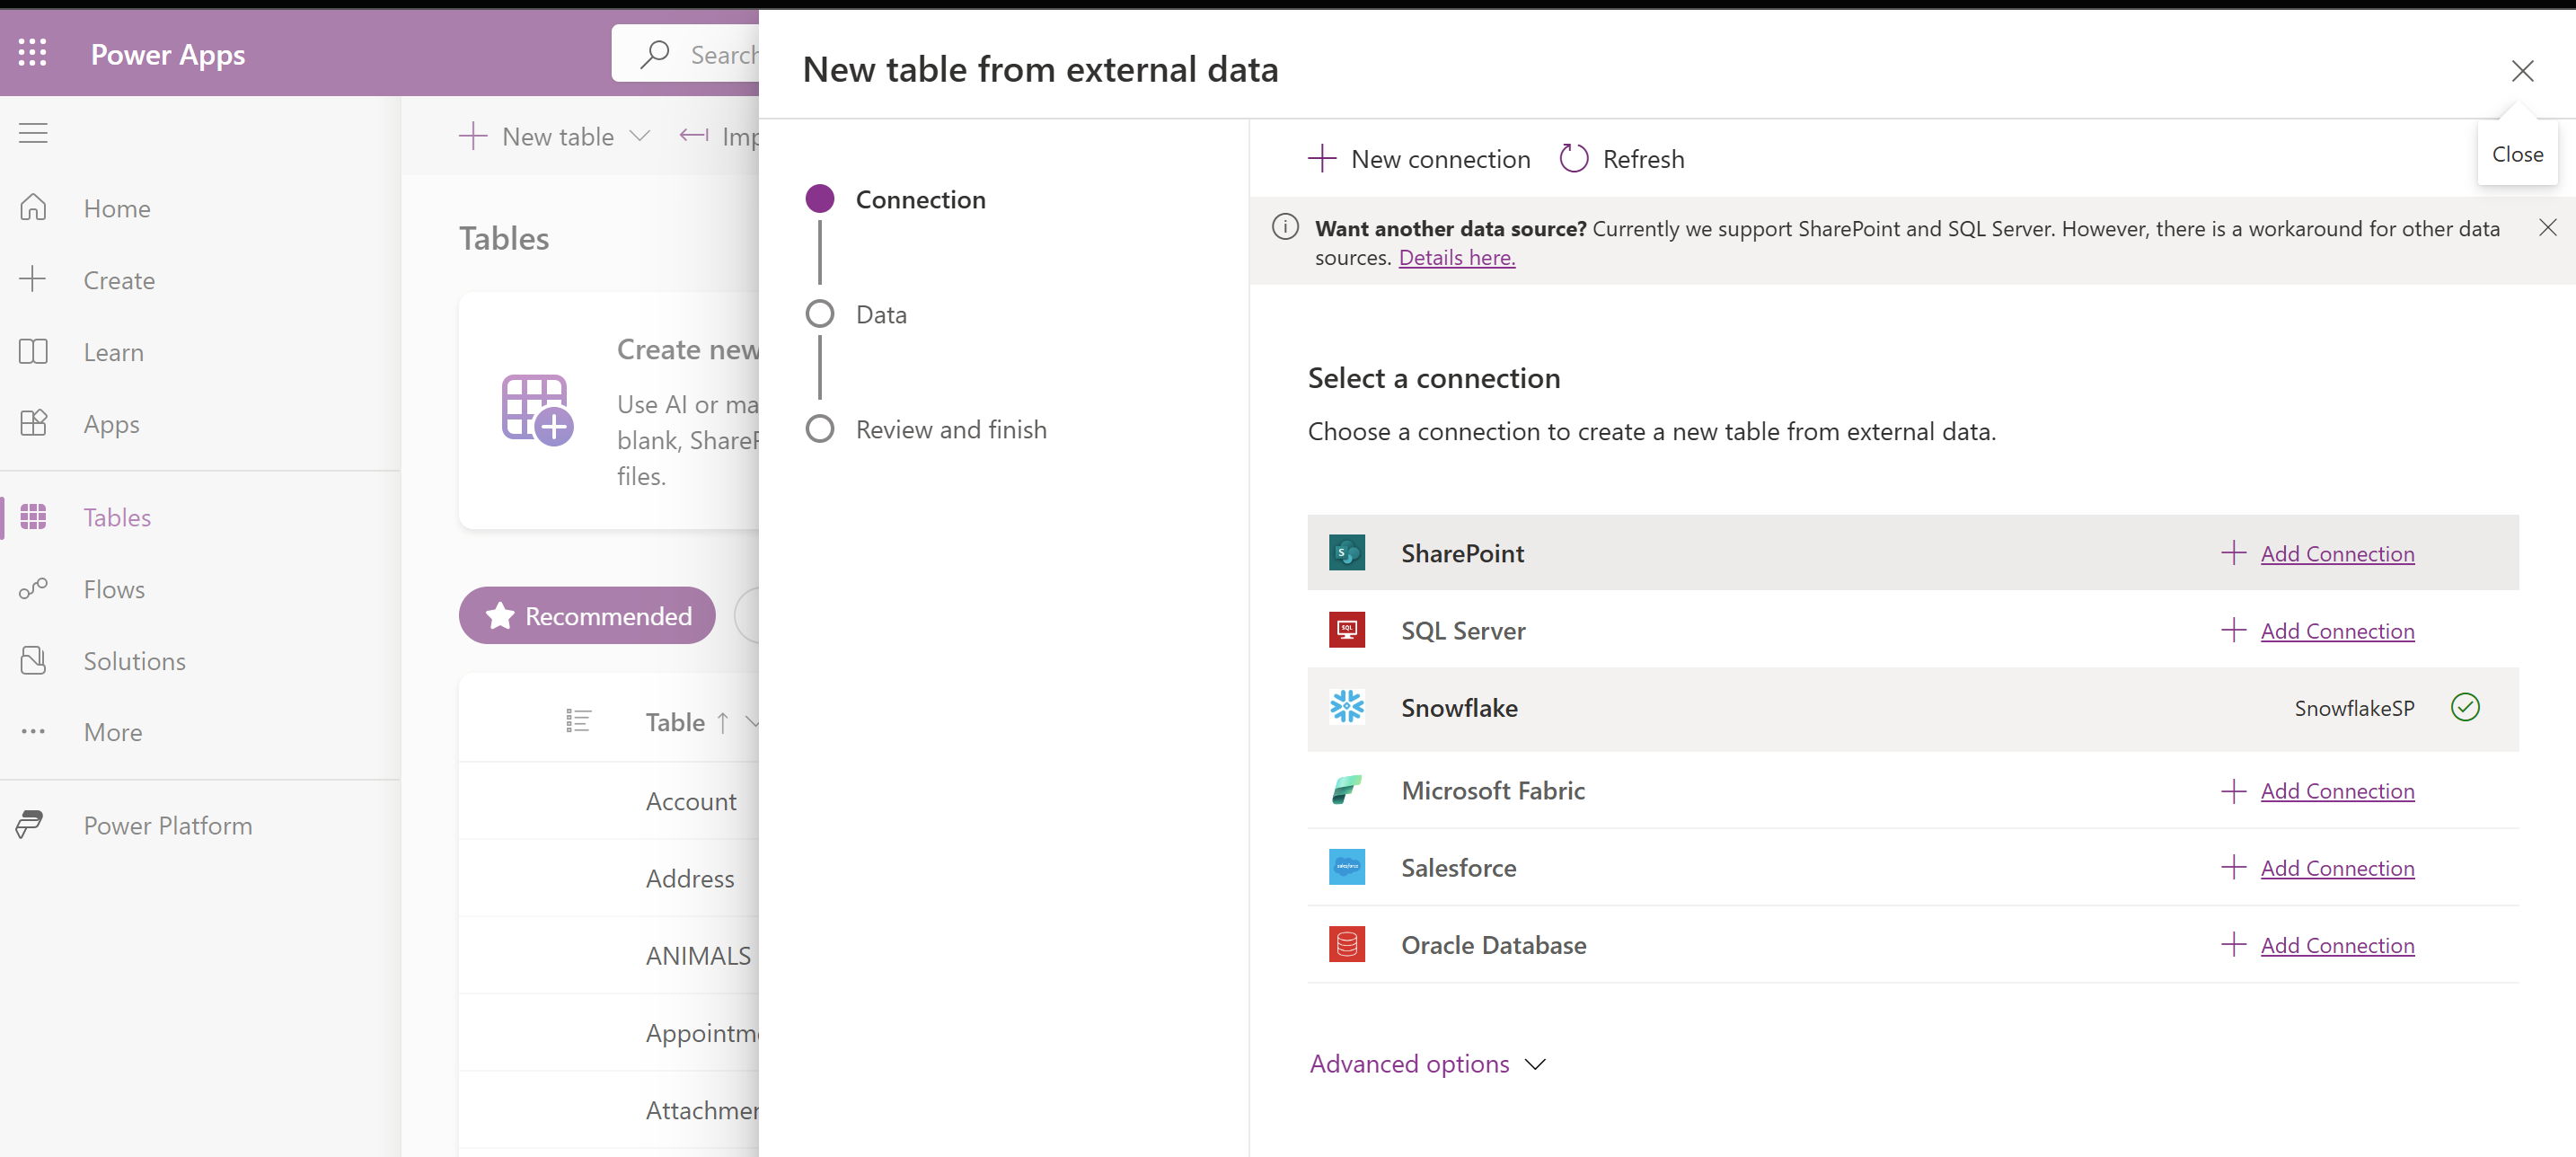 Power Apps
Search
Home
Create
Learn
Apps
Tables
Flows
Solutions
More
Power Platform
New table
Imp
Tables
Create new
Use AI or ma
blank, ShareP
files.
Recommended
Table
Account
Address
ANIMALS
Appointme
Attachmen
New table from external data
Close
Connection
Data
Review and finish
New connection
Refresh
Want another data source? Currently we support SharePoint and SQL Server. However, there is a workaround for other data
sources. Details here.
Select a connection
Choose a connection to create a new table from external data.
SharePoint Add Connection
SQL Server Add Connection
Snowflake SnowflakeSP
Microsoft Fabric Add Connection
Salesforce Add Connection
Oracle Database Add Connection
Advanced options